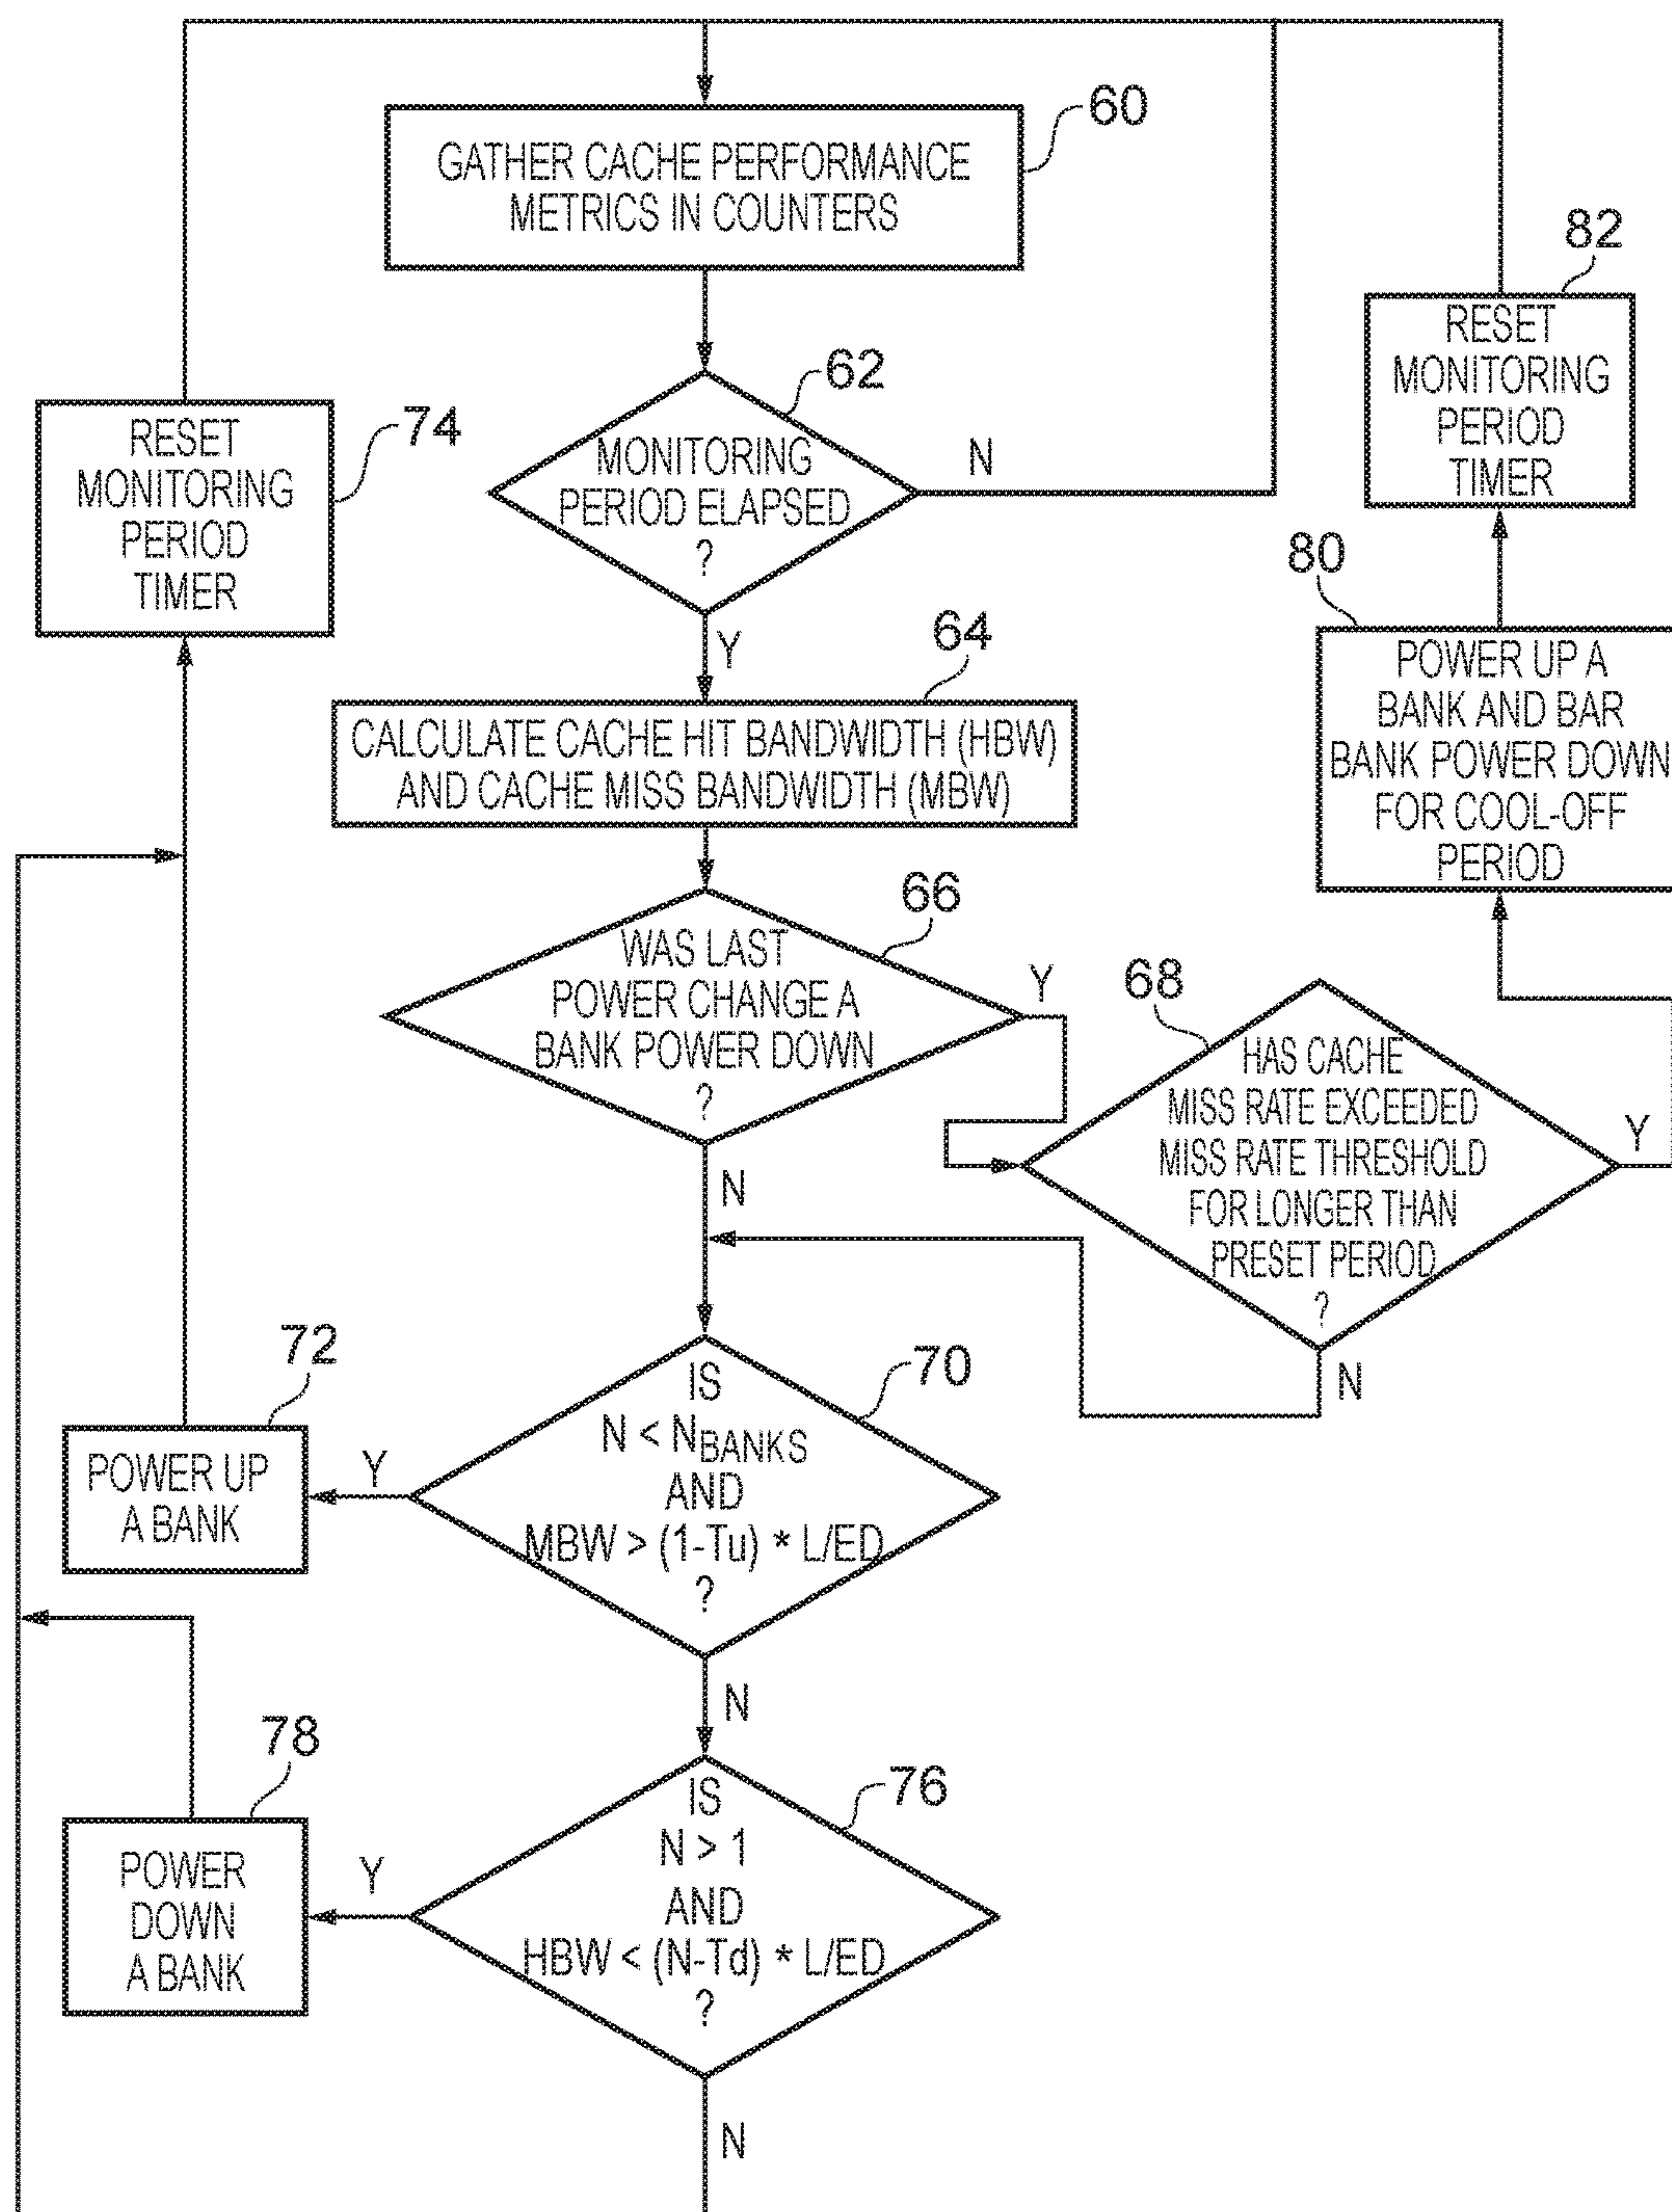 60
GATHER CACHE PERFORMANCE
METRICS IN COUNTERS
62
MONITORING
PERIOD ELAPSED
?
N
Y
82
RESET
MONITORING
PERIOD
TIMER
74
RESET
MONITORING
PERIOD
TIMER
80
POWER UP A
BANK AND BAR
BANK POWER DOWN
FOR COOL-OFF
PERIOD
64
CALCULATE CACHE HIT BANDWIDTH (HBW)
AND CACHE MISS BANDWIDTH (MBW)
66
WAS LAST
POWER CHANGE A
BANK POWER DOWN
?
Y
N
68
HAS CACHE
MISS RATE EXCEEDED
MISS RATE THRESHOLD
FOR LONGER THAN
PRESET PERIOD
?
Y
N
70
IS
N < NBANKS
AND
MBW > (1-Tu) * L/ED
?
Y
N
72
POWER UP
A BANK
76
IS
N > 1
AND
HBW < (N-Td) * L/ED
?
Y
N
78
POWER
DOWN
A BANK